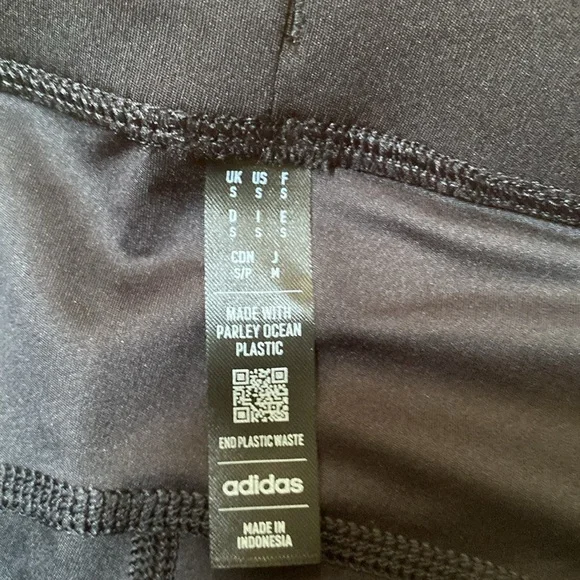 UK US F
S S S
D I E
S S S
CDN J
S/P M
MADE WITH
PARLEY OCEAN
PLASTIC
END PLASTIC WASTE
adidas
MADE IN
INDONESIA